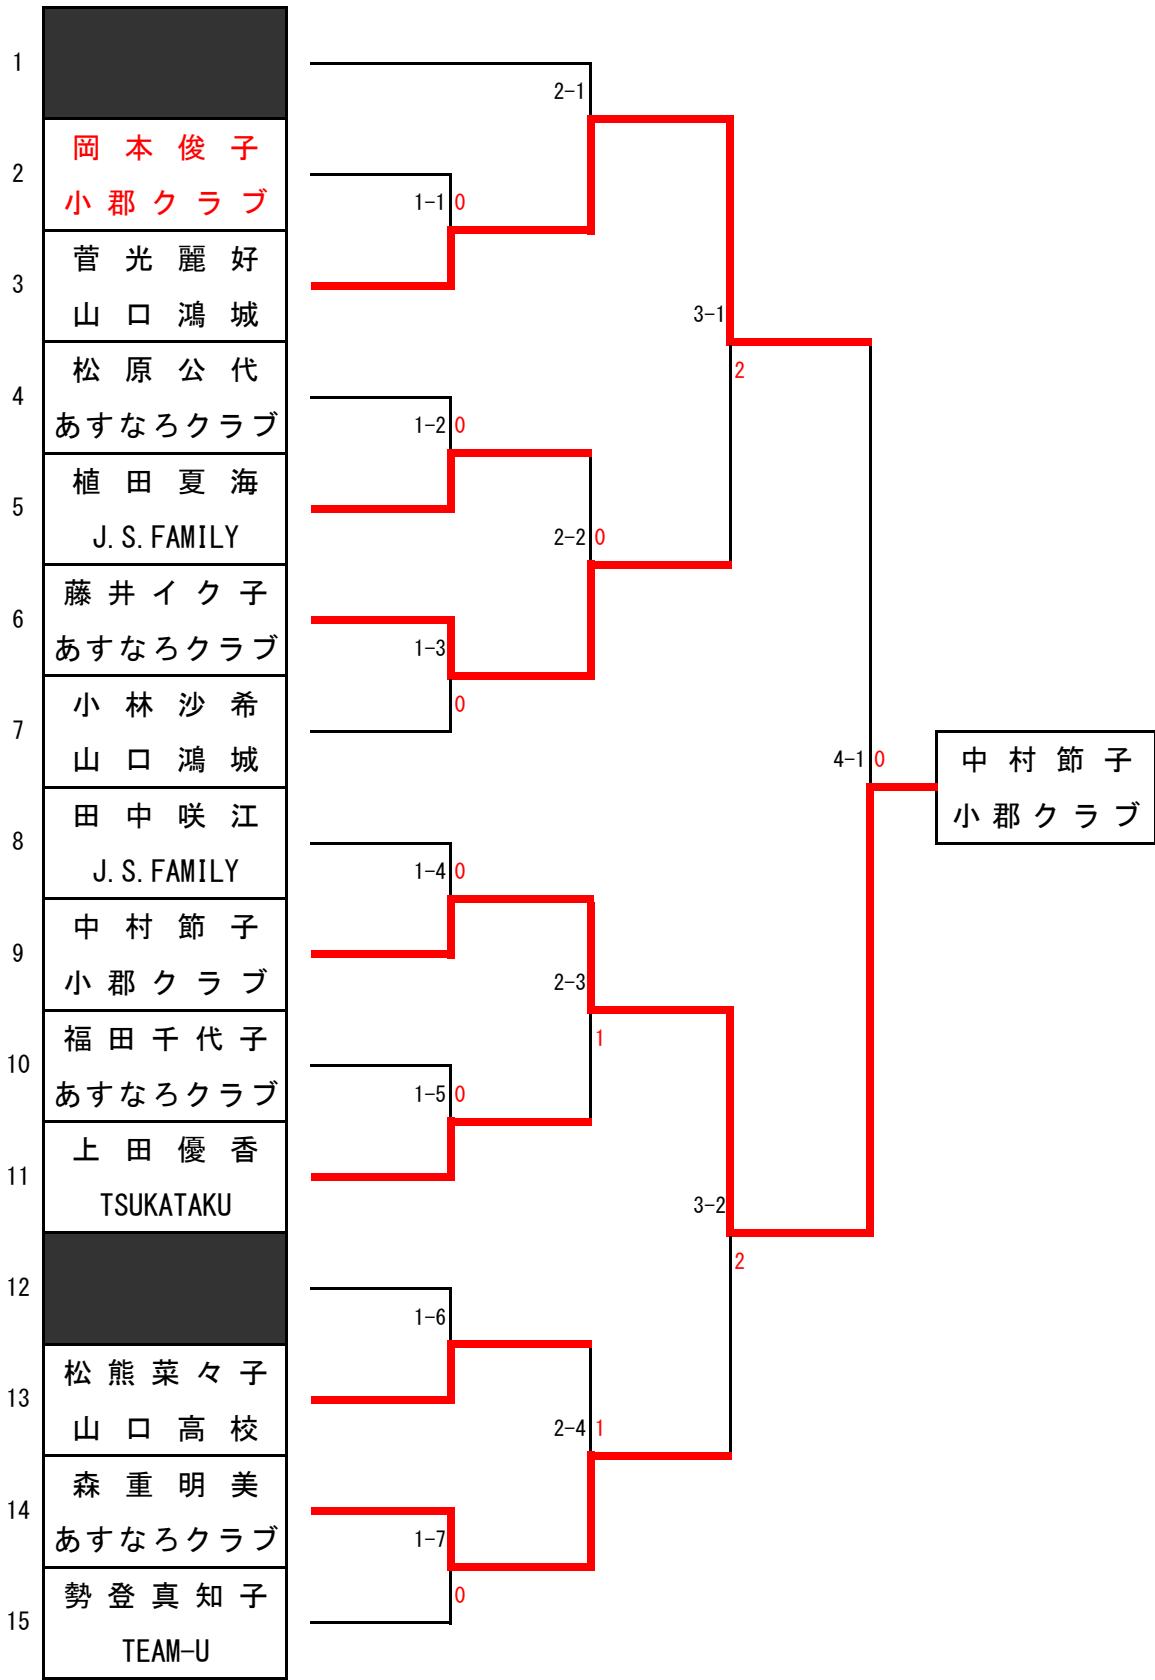 1
2-1
岡本俊子
2
小郡クラブ
1-1 0
菅光麗好
3
山口鴻城
3-1
松原公代
2
4
あすなろクラブ
1-2 0
植田夏海
5
J.S.FAMILY
2-2 0
藤井イク子
6
あすなろクラブ
1-3
小林沙希
0
7
山口鴻城
4-1 0
中村節子
小郡クラブ
田中咲江
8
J.S.FAMILY
1-4 0
中村節子
9
小郡クラブ
2-3
福田千代子
1
10
あすなろクラブ
1-5 0
上田優香
11
TSUKATAKU
3-2
2
12
1-6
松熊菜々子
13
山口高校
2-4 1
森重明美
14
あすなろクラブ
1-7
勢登真知子
0
15
TEAM-U